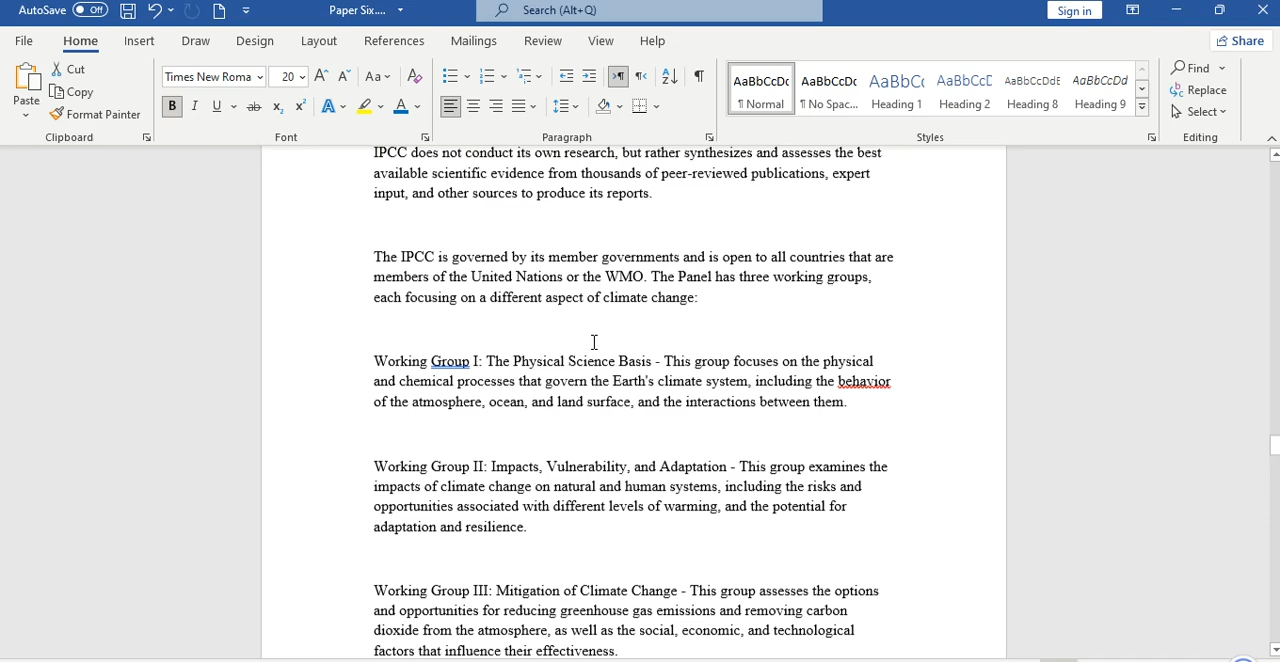 AutoSave Off Paper Six.... Search (Alt+Q) Sign in
File Home Insert Draw Design Layout References Mailings Review View Help Share
Paste Cut Copy Format Painter
Clipboard
Times New Roma 20 Aa
B I U ab x₂ x² A A
Font
Paragraph
AaBbCcDc AaBbCcDc AaBbC AaBbCcD AaBbCcDdE AaBbCcDd
¶ Normal ¶ No Spac... Heading 1 Heading 2 Heading 8 Heading 9
Styles
Find
Replace
Select
Editing
IPCC does not conduct its own research, but rather synthesizes and assesses the best
available scientific evidence from thousands of peer-reviewed publications, expert
input, and other sources to produce its reports.
The IPCC is governed by its member governments and is open to all countries that are
members of the United Nations or the WMO. The Panel has three working groups,
each focusing on a different aspect of climate change:
Working Group I: The Physical Science Basis - This group focuses on the physical
and chemical processes that govern the Earth's climate system, including the behavior
of the atmosphere, ocean, and land surface, and the interactions between them.
Working Group II: Impacts, Vulnerability, and Adaptation - This group examines the
impacts of climate change on natural and human systems, including the risks and
opportunities associated with different levels of warming, and the potential for
adaptation and resilience.
Working Group III: Mitigation of Climate Change - This group assesses the options
and opportunities for reducing greenhouse gas emissions and removing carbon
dioxide from the atmosphere, as well as the social, economic, and technological
factors that influence their effectiveness.